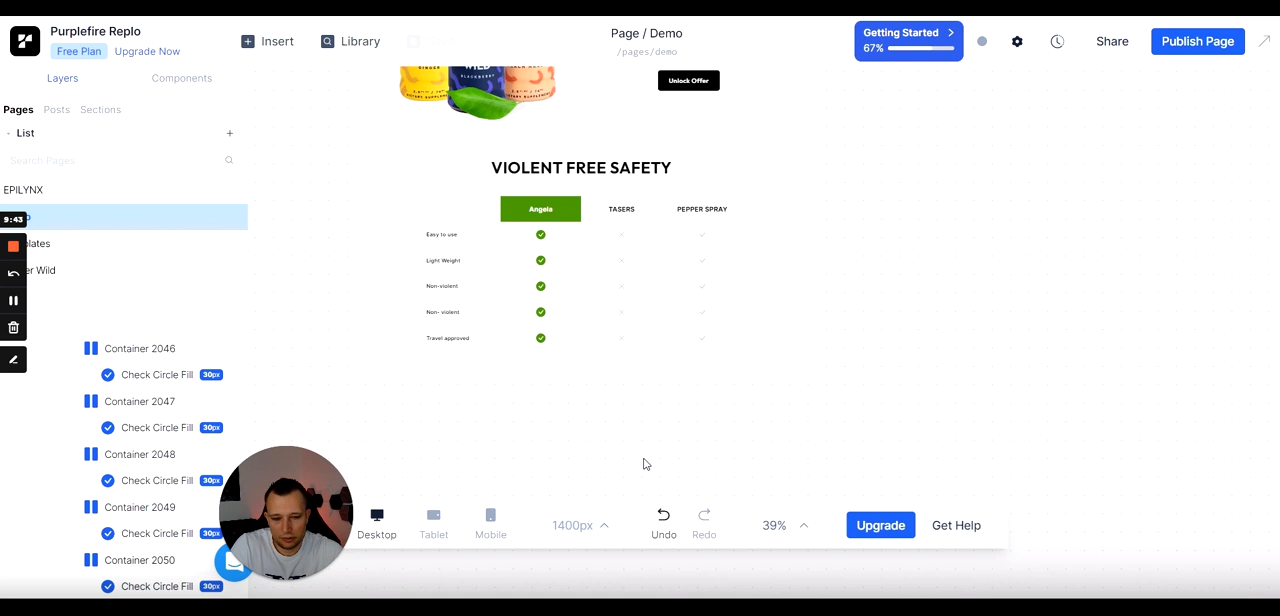 Purplefire Replo
Free Plan
Upgrade Now
Insert
Library
Page / Demo
/pages/demo
Getting Started
67%
Share
Publish Page
Layers
Components
Pages
Posts
Sections
List
Search Pages
EPILYNX
9:43
GINGER
WILD
BLACKBERRY
Unlock Offer
VIOLENT FREE SAFETY
Angela
TASERS
PEPPER SPRAY
Easy to use
Light Weight
Non-violent
Non- violent
Travel approved
Container 2046
Check Circle Fill 30px
Container 2047
Check Circle Fill 30px
Container 2048
Check Circle Fill 30px
Container 2049
Check Circle Fill 30px
Container 2050
Check Circle Fill 30px
Desktop
Tablet
Mobile
1400px
Undo
Redo
39%
Upgrade
Get Help